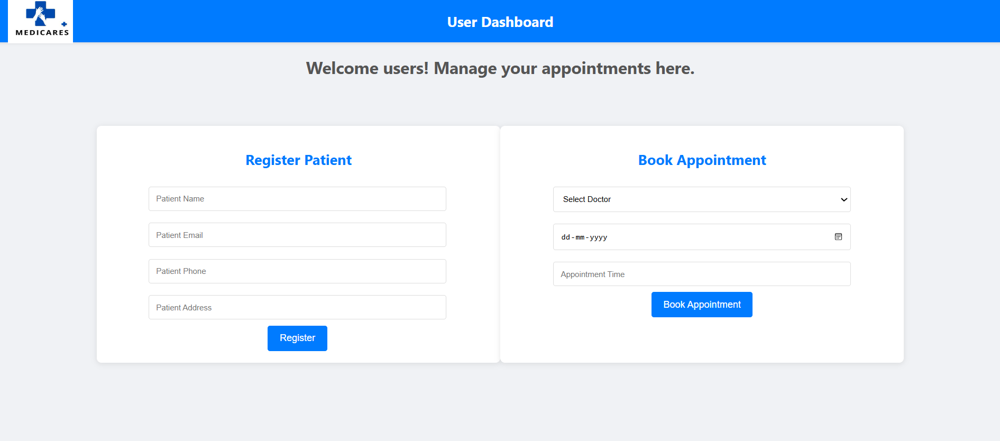 MEDICARES
User Dashboard
Welcome users! Manage your appointments here.
Register Patient
Patient Name
Patient Email
Patient Phone
Patient Address
Register
Book Appointment
Select Doctor
dd-mm-yyyy
Appointment Time
Book Appointment